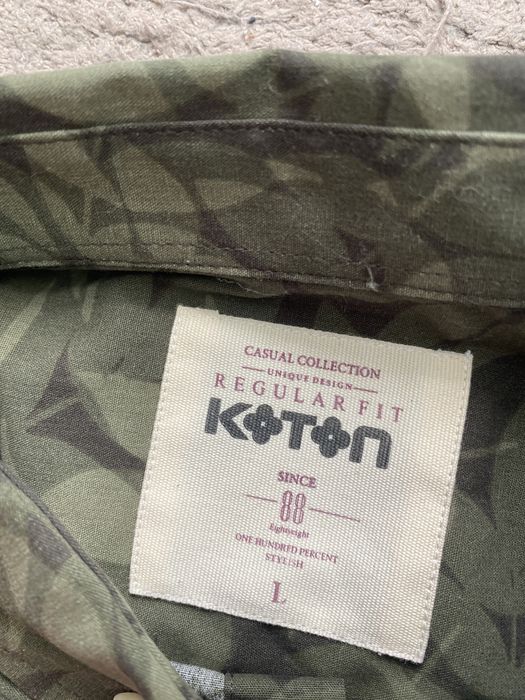 CASUAL COLLECTION
UNIQUE DESIGN
REGULAR FIT
KOTON
SINCE
88
Eightyeight
ONE HUNDRED PERCENT
STYLISH
L